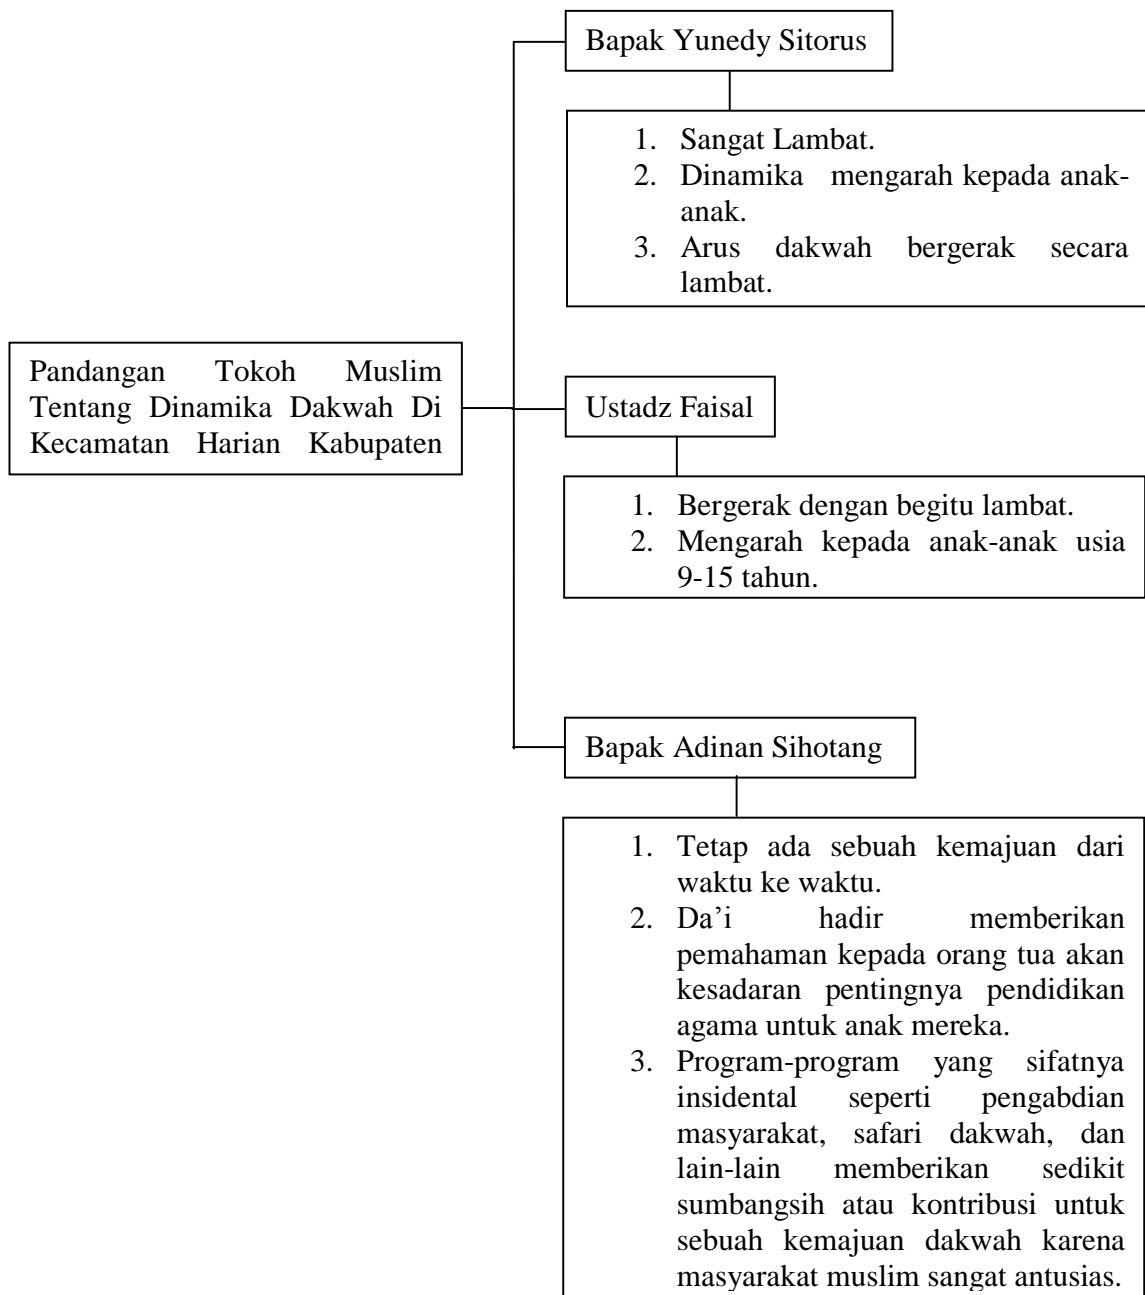 Bapak Yunedy Sitorus
1. Sangat Lambat.
2. Dinamika mengarah kepada anak-
anak.
3. Arus dakwah bergerak secara
lambat.
Pandangan Tokoh Muslim
Tentang Dinamika Dakwah Di
Kecamatan Harian Kabupaten
Ustadz Faisal
1. Bergerak dengan begitu lambat.
2. Mengarah kepada anak-anak usia
9-15 tahun.
Bapak Adinan Sihotang
1. Tetap ada sebuah kemajuan dari
waktu ke waktu.
2. Da’i hadir memberikan
pemahaman kepada orang tua akan
kesadaran pentingnya pendidikan
agama untuk anak mereka.
3. Program-program yang sifatnya
insidental seperti pengabdian
masyarakat, safari dakwah, dan
lain-lain memberikan sedikit
sumbangsih atau kontribusi untuk
sebuah kemajuan dakwah karena
masyarakat muslim sangat antusias.